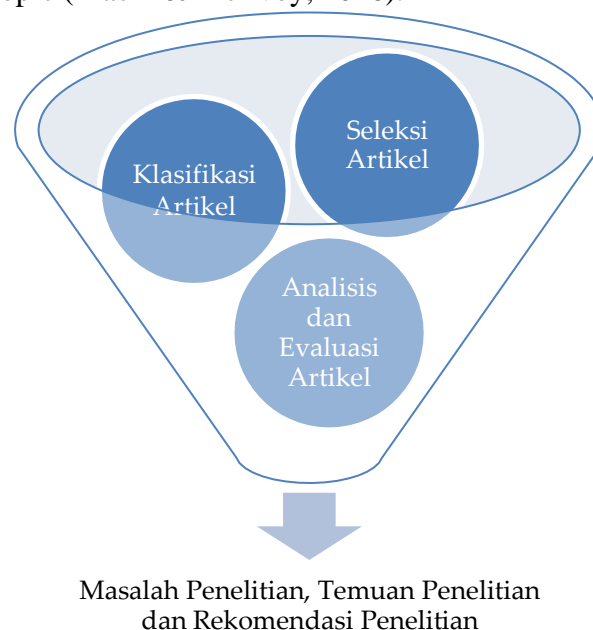 Seleksi
Artikel
Klasifikasi
Artikel
Analisis
dan
Evaluasi
Artikel
Masalah Penelitian, Temuan Penelitian
dan Rekomendasi Penelitian